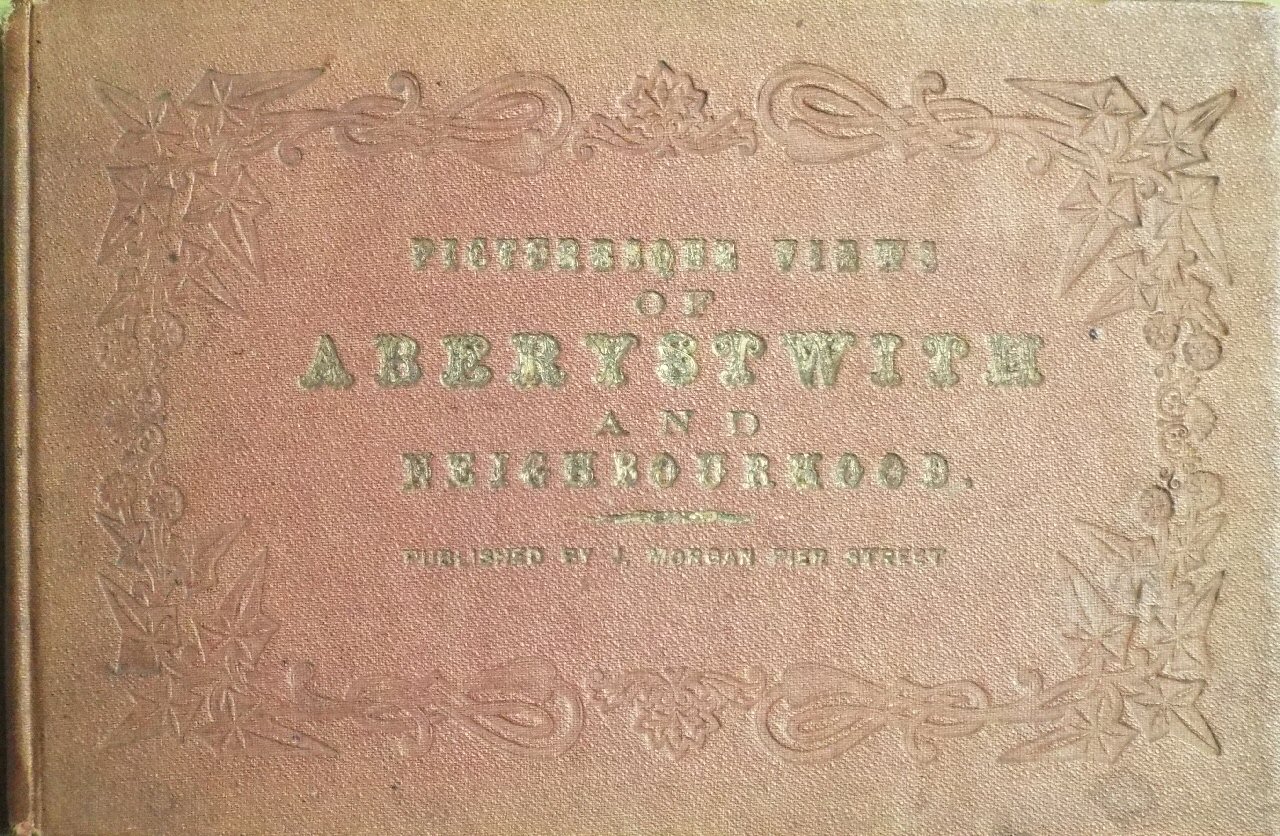 PICTURESQUE VIEWS
OF
ABERYSTWITH
AND
NEIGHBOURHOOD.
PUBLISHED BY J. MORGAN PIER STREET